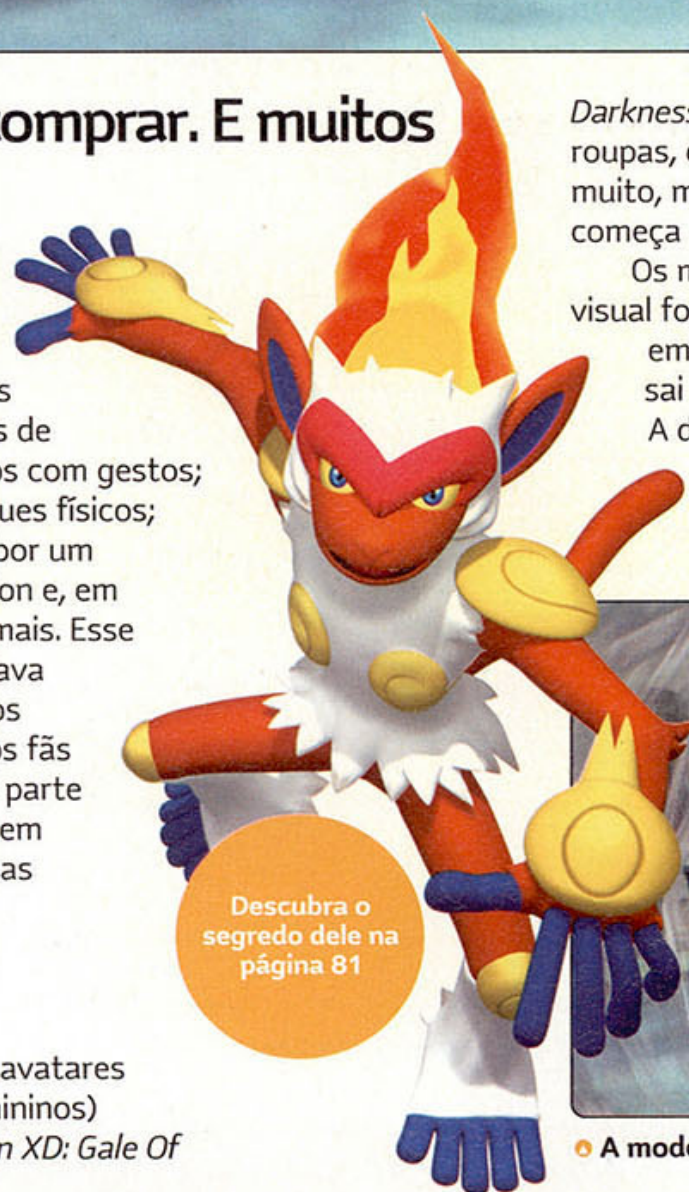 comprar. E muitos
s
s de
os com gestos;
ues físicos;
por um
on e, em
mais. Esse
ava
os
os fãs
parte
em
as
avatares
ininos)
n XD: Gale Of
Descubra o
segredo dele na
página 81
Darkness
roupas,
muito, m
começa
Os m
visual fo
em
sai
A d
A mode